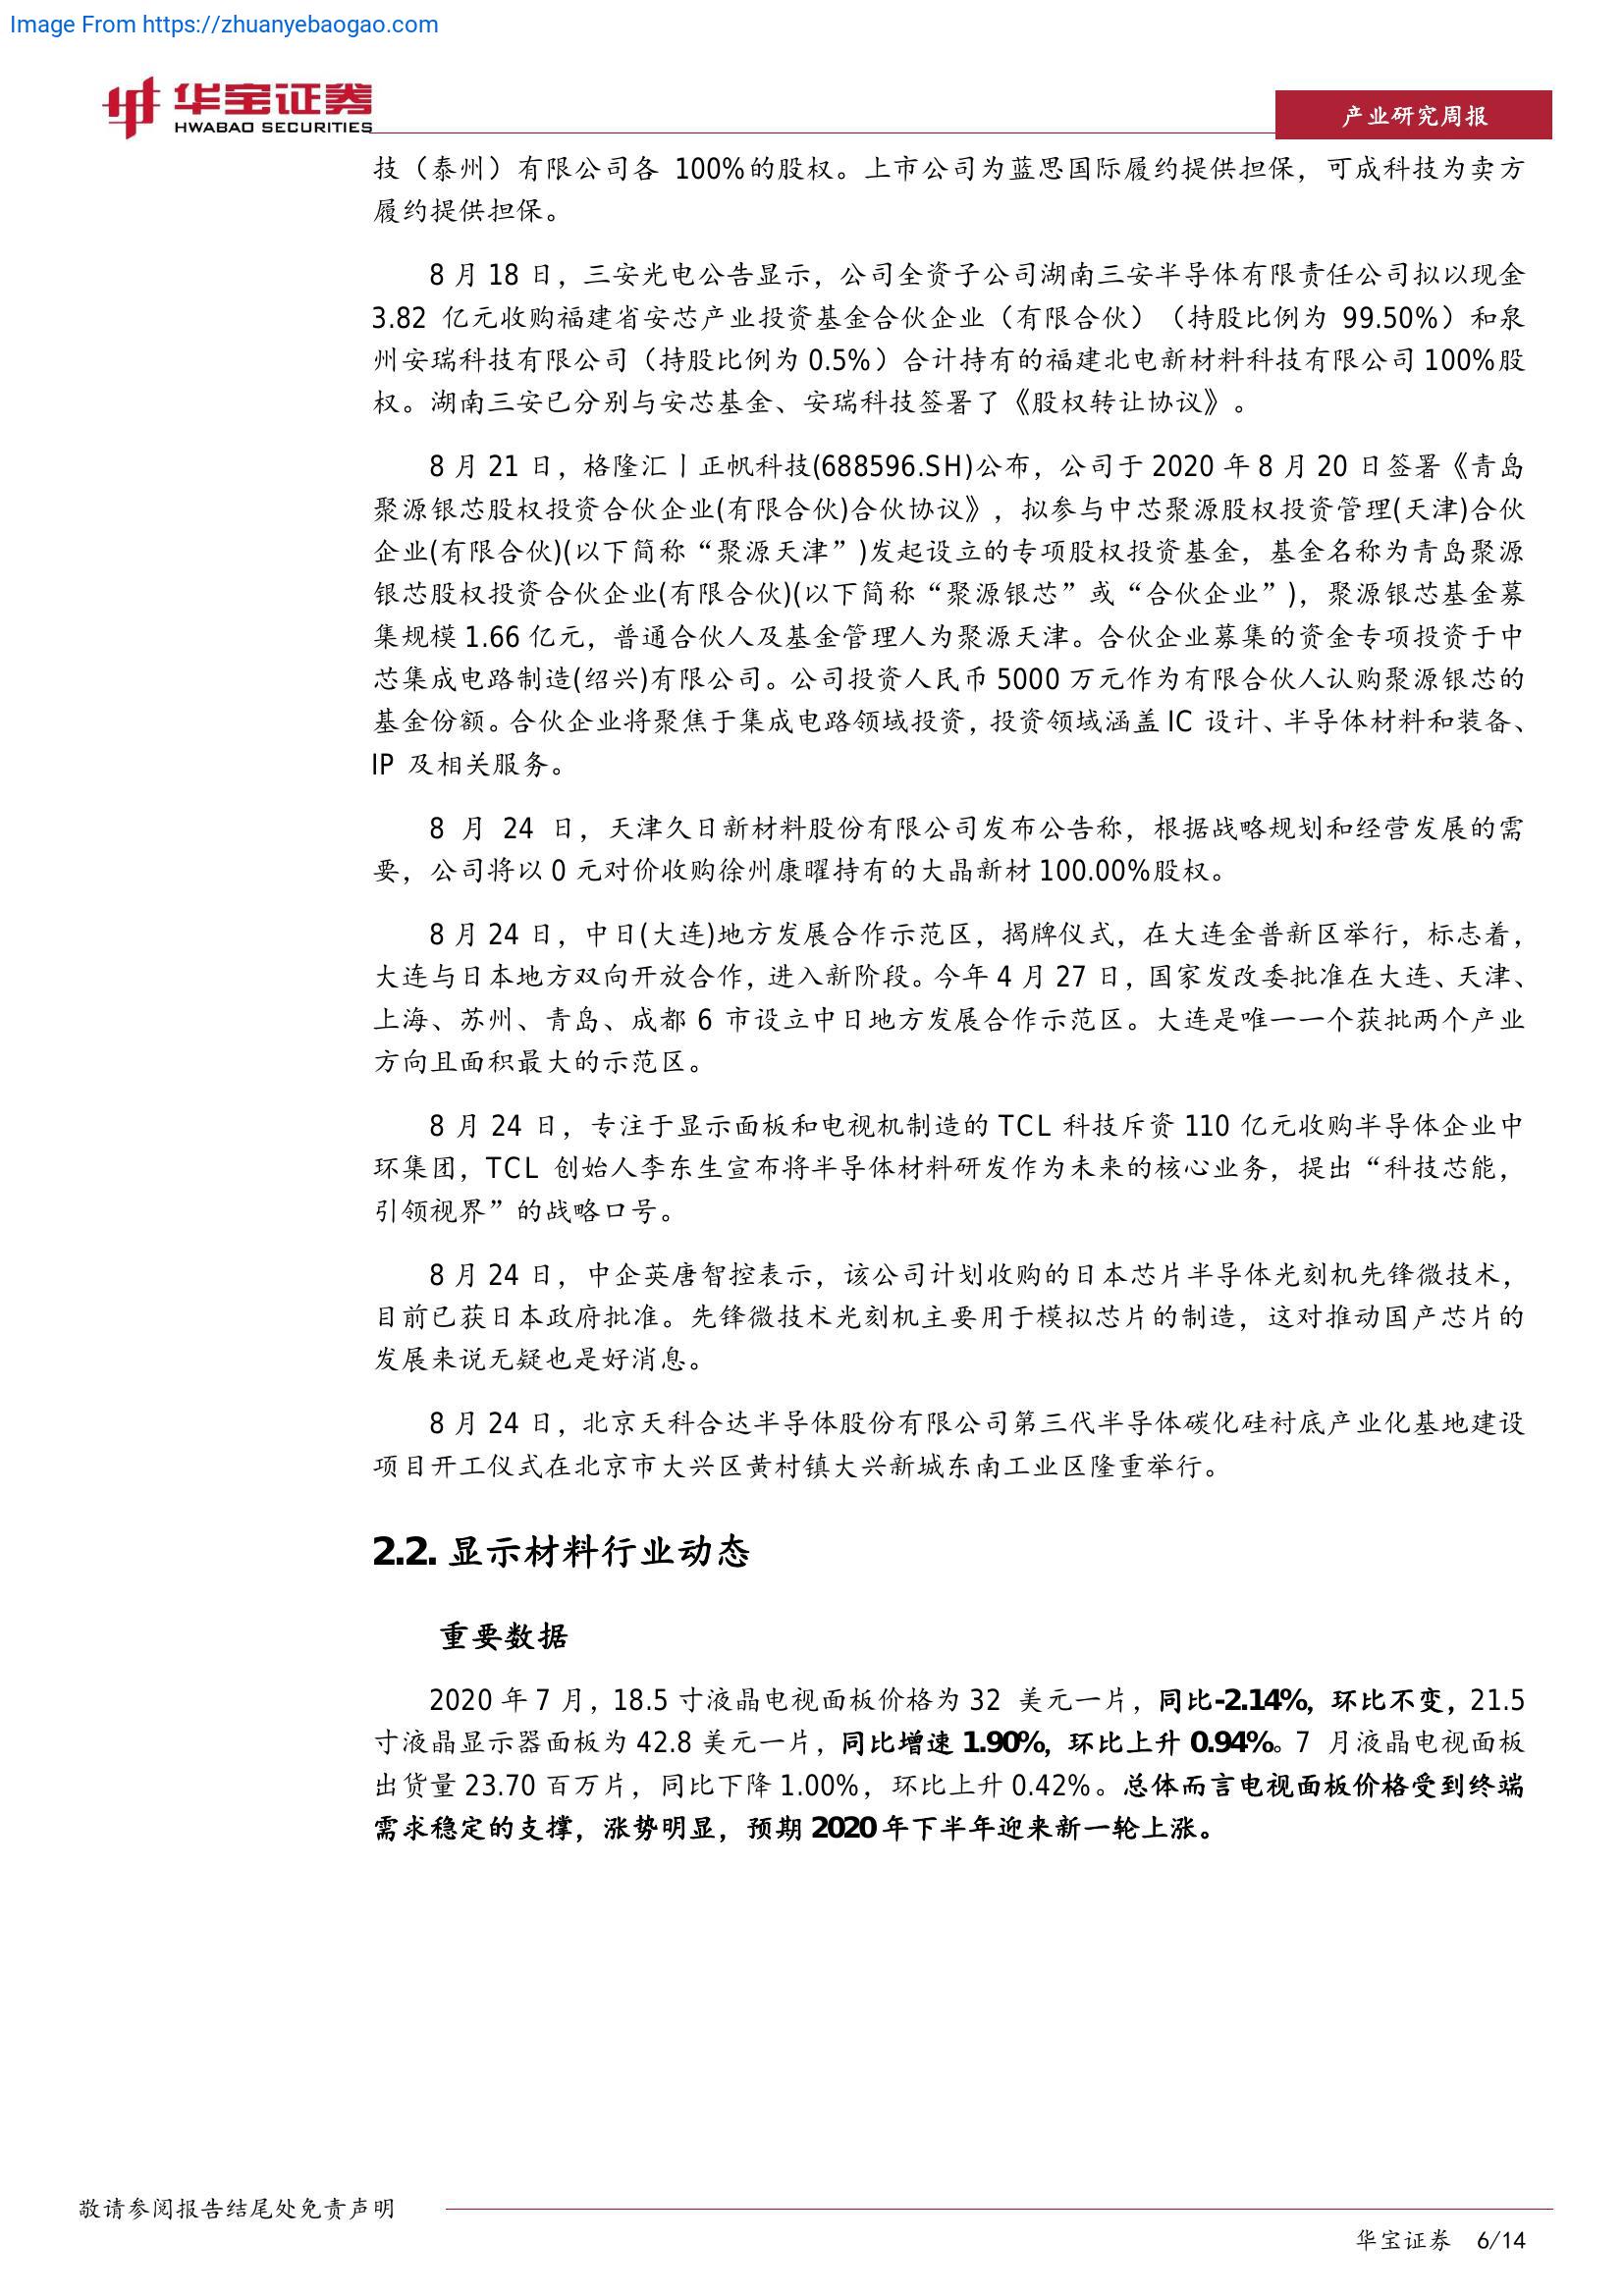 Image From https://zhuanyebaogao.com
华宝证券
HWABAO SECURITIES
产业研究周报
技（泰州）有限公司各 100%的股权。上市公司为蓝思国际履约提供担保，可成科技为卖方
履约提供担保。
8 月 18 日，三安光电公告显示，公司全资子公司湖南三安半导体有限责任公司拟以现金
3.82 亿元收购福建省安芯产业投资基金合伙企业（有限合伙）（持股比例为 99.50%）和泉
州安瑞科技有限公司（持股比例为 0.5%）合计持有的福建北电新材料科技有限公司 100%股
权。湖南三安已分别与安芯基金、安瑞科技签署了《股权转让协议》。
8 月 21 日，格隆汇丨正帆科技(688596.SH)公布，公司于 2020 年 8 月 20 日签署《青岛
聚源银芯股权投资合伙企业(有限合伙)合伙协议》，拟参与中芯聚源股权投资管理(天津)合伙
企业(有限合伙)(以下简称“聚源天津”)发起设立的专项股权投资基金，基金名称为青岛聚源
银芯股权投资合伙企业(有限合伙)(以下简称“聚源银芯”或“合伙企业”)，聚源银芯基金募
集规模 1.66 亿元，普通合伙人及基金管理人为聚源天津。合伙企业募集的资金专项投资于中
芯集成电路制造(绍兴)有限公司。公司投资人民币 5000 万元作为有限合伙人认购聚源银芯的
基金份额。合伙企业将聚焦于集成电路领域投资，投资领域涵盖 IC 设计、半导体材料和装备、
IP 及相关服务。
8 月 24 日，天津久日新材料股份有限公司发布公告称，根据战略规划和经营发展的需
要，公司将以 0 元对价收购徐州康曜持有的大晶新材 100.00%股权。
8 月 24 日，中日(大连)地方发展合作示范区，揭牌仪式，在大连金普新区举行，标志着，
大连与日本地方双向开放合作，进入新阶段。今年 4 月 27 日，国家发改委批准在大连、天津、
上海、苏州、青岛、成都 6 市设立中日地方发展合作示范区。大连是唯一一个获批两个产业
方向且面积最大的示范区。
8 月 24 日，专注于显示面板和电视机制造的 TCL 科技斥资 110 亿元收购半导体企业中
环集团，TCL 创始人李东生宣布将半导体材料研发作为未来的核心业务，提出“科技芯能，
引领视界”的战略口号。
8 月 24 日，中企英唐智控表示，该公司计划收购的日本芯片半导体光刻机先锋微技术，
目前已获日本政府批准。先锋微技术光刻机主要用于模拟芯片的制造，这对推动国产芯片的
发展来说无疑也是好消息。
8 月 24 日，北京天科合达半导体股份有限公司第三代半导体碳化硅衬底产业化基地建设
项目开工仪式在北京市大兴区黄村镇大兴新城东南工业区隆重举行。
2.2. 显示材料行业动态
重要数据
2020 年 7 月，18.5 寸液晶电视面板价格为 32 美元一片，同比-2.14%，环比不变，21.5
寸液晶显示器面板为 42.8 美元一片，同比增速 1.90%，环比上升 0.94%。7 月液晶电视面板
出货量 23.70 百万片，同比下降 1.00%，环比上升 0.42%。总体而言电视面板价格受到终端
需求稳定的支撑，涨势明显，预期 2020 年下半年迎来新一轮上涨。
敬请参阅报告结尾处免责声明
华宝证券 6/14